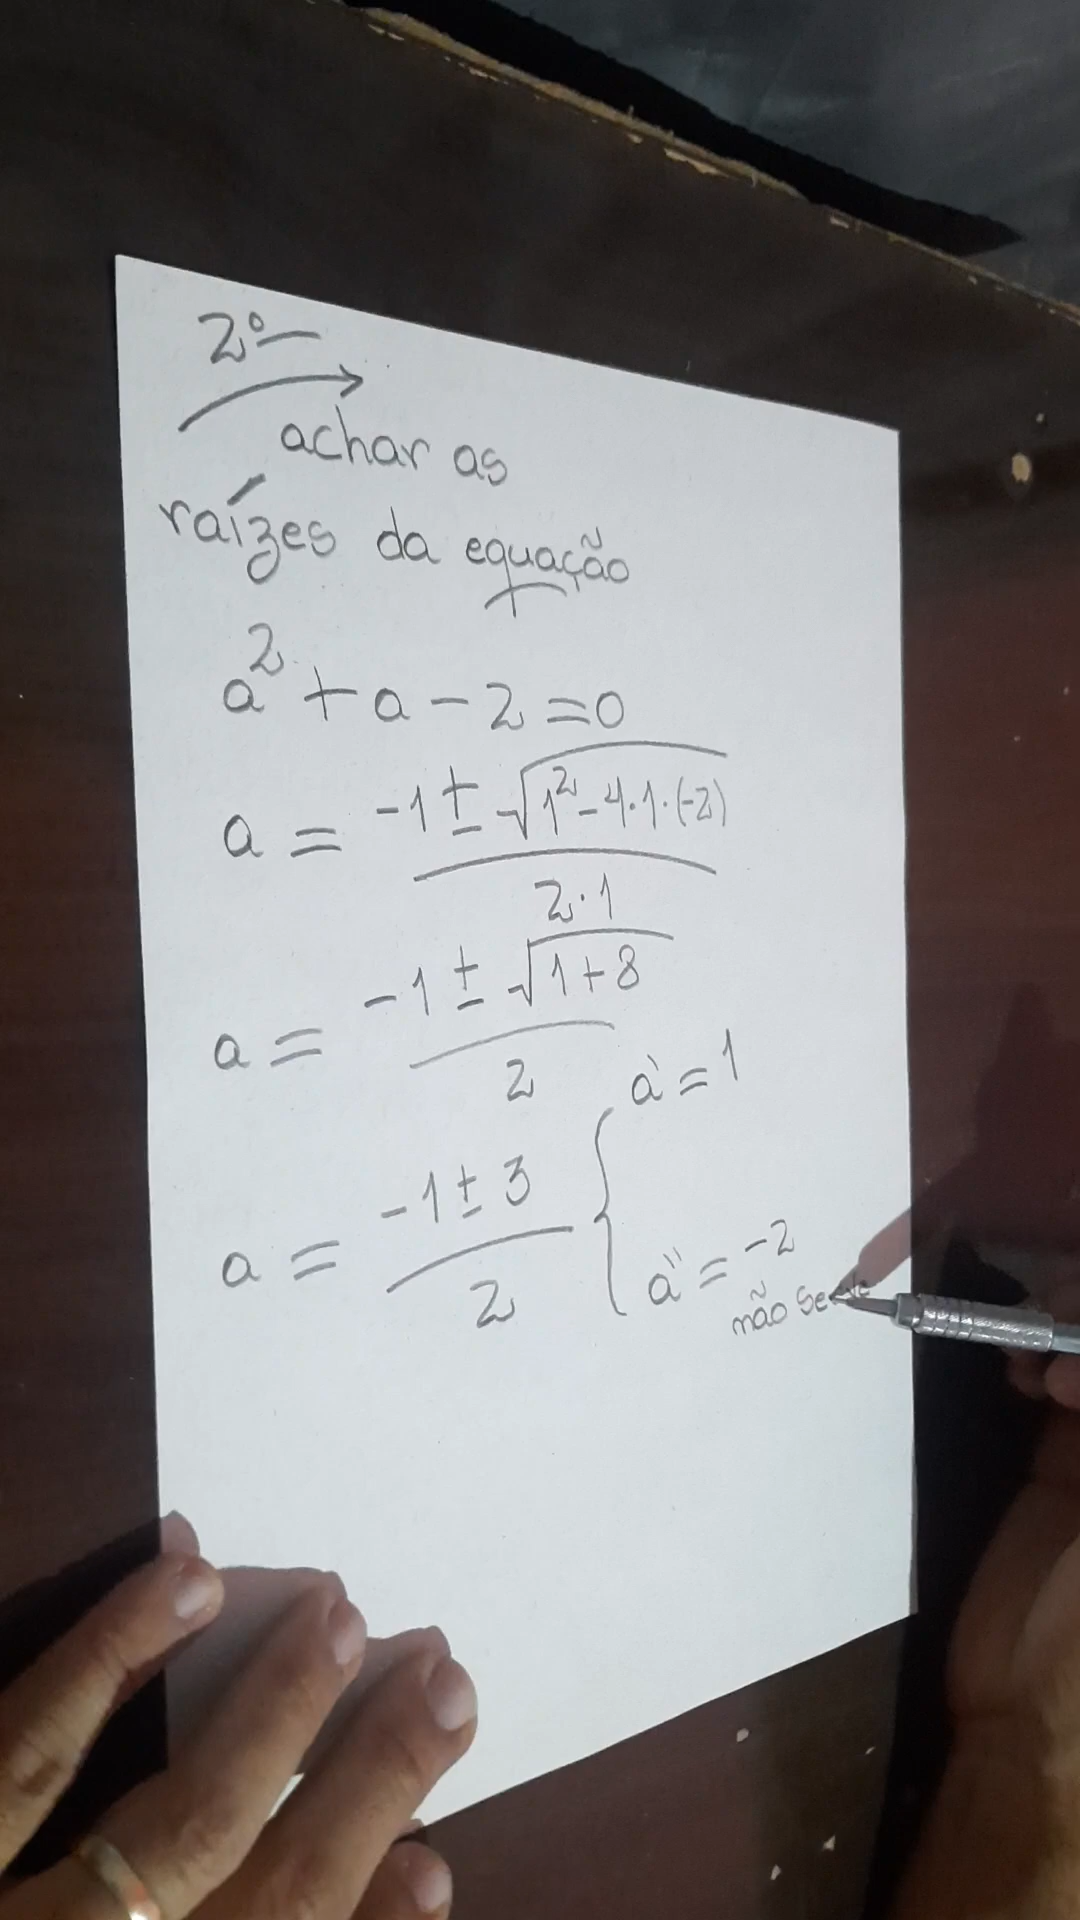 2º—
achar as
raízes da equação
a² + a - 2 = 0
a = -1 ± √1² - 4·1·(-2)
2·1
a = -1 ± √1 + 8
2
a = -1 ± 3
2
a' = 1
a'' = -2
não